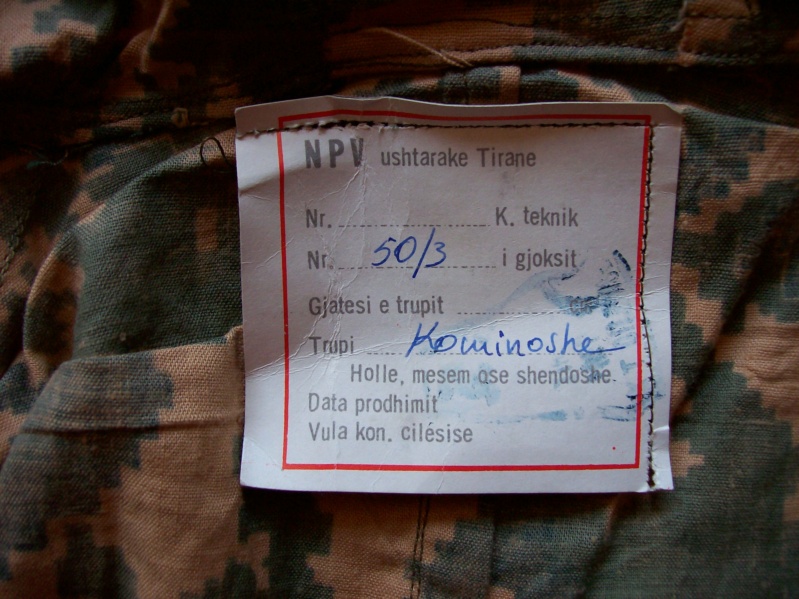 NPV ushtarake Tirane
Nr. K. teknik
Nr. 50/3 i gjoksit
Gjatesi e trupit
Trupi Kominoshe
Holle, mesem ose shendoshe.
Data prodhimit
Vula kon. cilésise